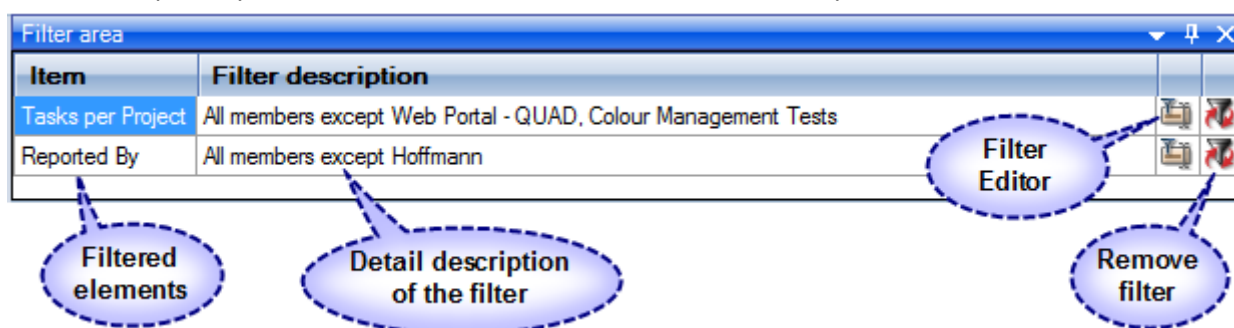 Filter area
Item Filter description
Tasks per Project All members except Web Portal - QUAD, Colour Management Tests
Reported By All members except Hoffmann
Filter
Editor
Filtered
elements
Detail description
of the filter
Remove
filter